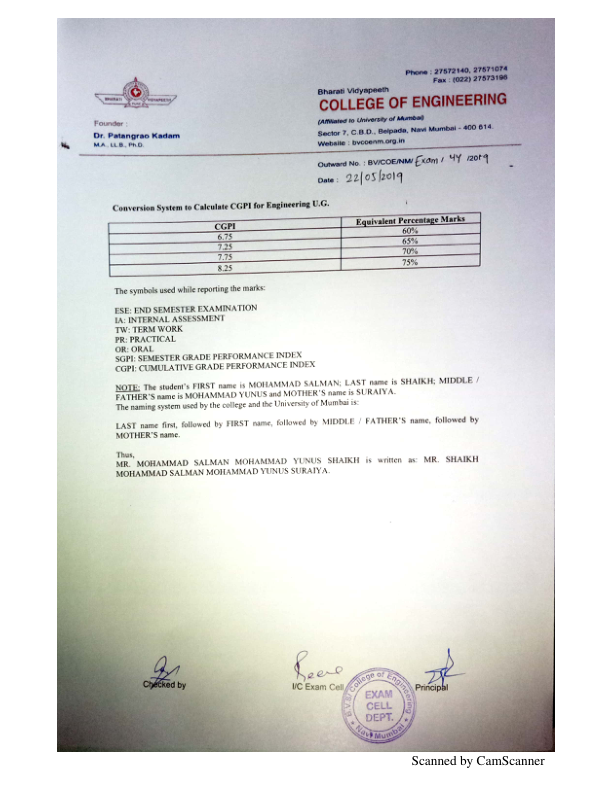 Phone : 27572140, 27571074
Fax : (022) 27573198
BHARATI VIDYAPEETH
Bharati Vidyapeeth
COLLEGE OF ENGINEERING
(Affiliated to University of Mumbai)
Sector 7, C.B.D., Belpada, Navi Mumbai - 400 614.
Website : bvcoenm.org.in
Founder :
Dr. Patangrao Kadam
M.A., LL.B., Ph.D.
Outward No. : BV/COE/NM/ Exam / 44 /2019
Date : 22/05/2019
Conversion System to Calculate CGPI for Engineering U.G.
CGPI Equivalent Percentage Marks
6.75 60%
7.25 65%
7.75 70%
8.25 75%
The symbols used while reporting the marks:
ESE: END SEMESTER EXAMINATION
IA: INTERNAL ASSESSMENT
TW: TERM WORK
PR: PRACTICAL
OR: ORAL
SGPI: SEMESTER GRADE PERFORMANCE INDEX
CGPI: CUMULATIVE GRADE PERFORMANCE INDEX
NOTE: The student's FIRST name is MOHAMMAD SALMAN; LAST name is SHAIKH; MIDDLE /
FATHER'S name is MOHAMMAD YUNUS and MOTHER'S name is SURAIYA.
The naming system used by the college and the University of Mumbai is:
LAST name first, followed by FIRST name, followed by MIDDLE / FATHER'S name, followed by
MOTHER'S name.
Thus,
MR. MOHAMMAD SALMAN MOHAMMAD YUNUS SHAIKH is written as: MR. SHAIKH
MOHAMMAD SALMAN MOHAMMAD YUNUS SURAIYA.
Checked by
I/C Exam Cell
Principal
College of Engineering
EXAM
CELL
DEPT.
Navi Mumbai
Scanned by CamScanner